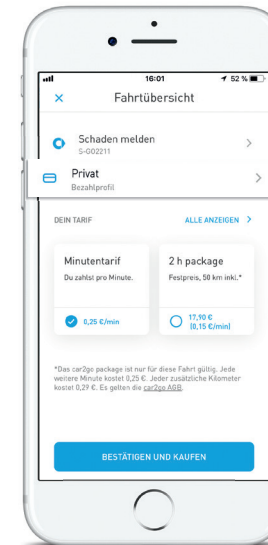 16:01
52 %
× Fahrtübersicht
Schaden melden >
S-GO2211
Privat >
Bezahlprofil
DEIN TARIF ALLE ANZEIGEN >
Minutentarif
Du zahlst pro Minute.
0,25 €/min
2 h package
Festpreis, 50 km inkl.*
17,90 €
(0,15 €/min)
*Das car2go package ist nur für diese Fahrt gültig. Jede
weitere Minute kostet 0,25 €. Jeder zusätzliche Kilometer
kostet 0,29 €. Es gelten die car2go AGB.
BESTÄTIGEN UND KAUFEN